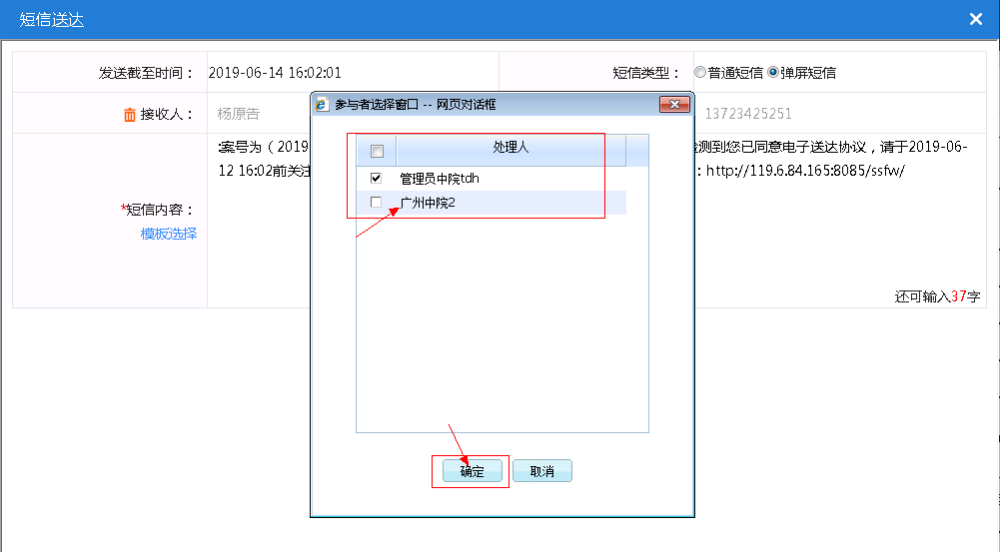 短信送达
发送截至时间： 2019-06-14 16:02:01 短信类型： 普通短信 弹屏短信
参与者选择窗口 -- 网页对话框
接收人： 杨原告 13723425251
处理人
管理员中院tdh
广州中院2
:案号为（2019 测到您已同意电子送达协议，请于2019-06-
12 16:02前关注 ：http://119.6.84.165:8085/ssfw/
*短信内容：
模板选择
还可输入37字
确定 取消